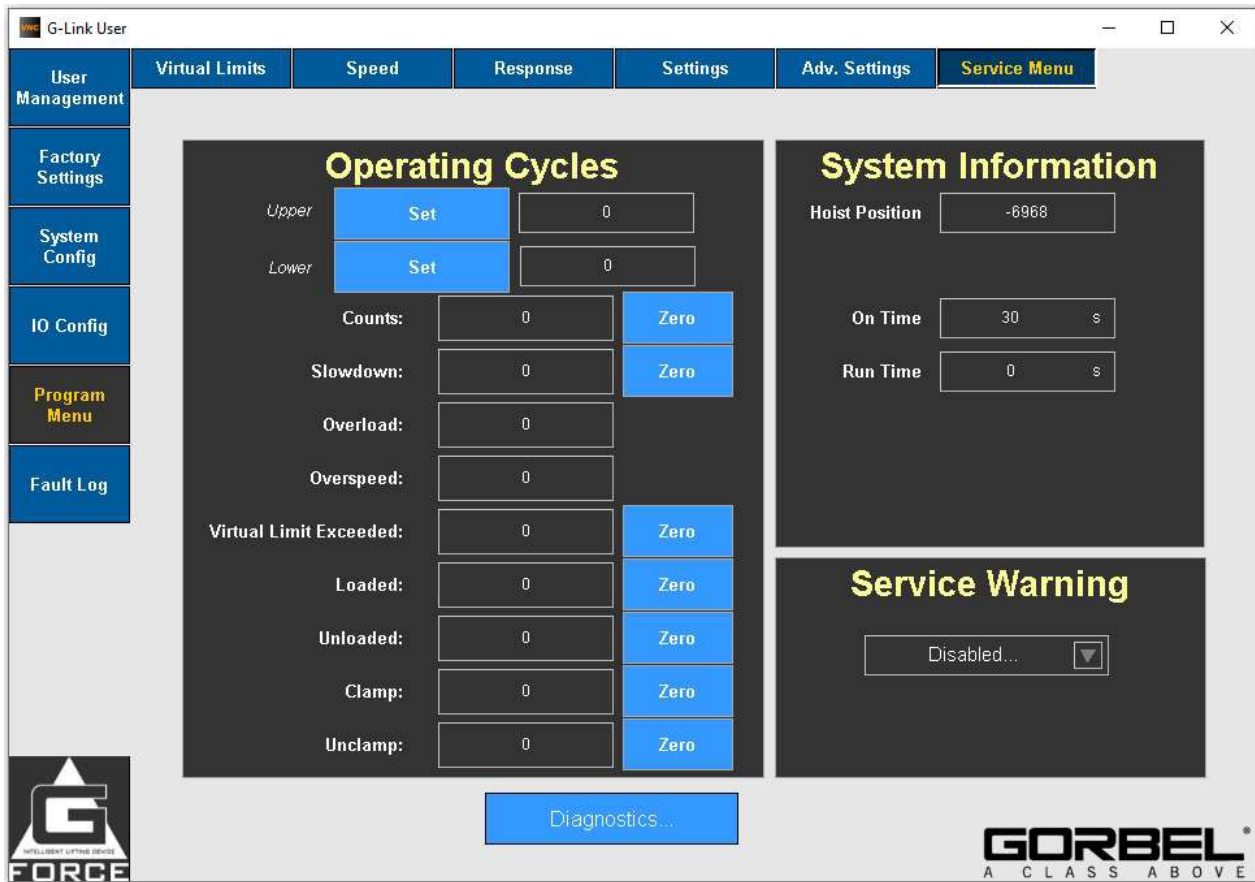 VNC G-Link User
User Management
Factory Settings
System Config
IO Config
Program Menu
Fault Log
Virtual Limits Speed Response Settings Adv. Settings Service Menu
Operating Cycles
Upper Set 0
Lower Set 0
Counts: 0 Zero
Slowdown: 0 Zero
Overload: 0
Overspeed: 0
Virtual Limit Exceeded: 0 Zero
Loaded: 0 Zero
Unloaded: 0 Zero
Clamp: 0 Zero
Unclamp: 0 Zero
System Information
Hoist Position -6968
On Time 30 s
Run Time 0 s
Service Warning
Disabled...
Diagnostics...
G
INTELLIGENT LIFTING DEVICE
FORCE
GORBEL®
A CLASS ABOVE